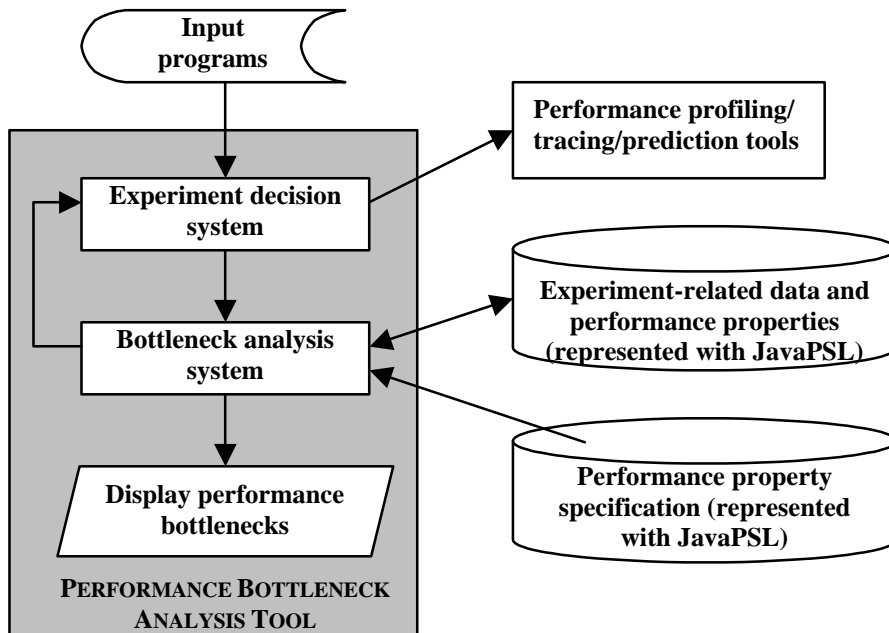 Input
programs
Performance profiling/
tracing/prediction tools
Experiment decision
system
Experiment-related data and
performance properties
(represented with JavaPSL)
Bottleneck analysis
system
Performance property
specification (represented
with JavaPSL)
Display performance
bottlenecks
PERFORMANCE BOTTLENECK
ANALYSIS TOOL